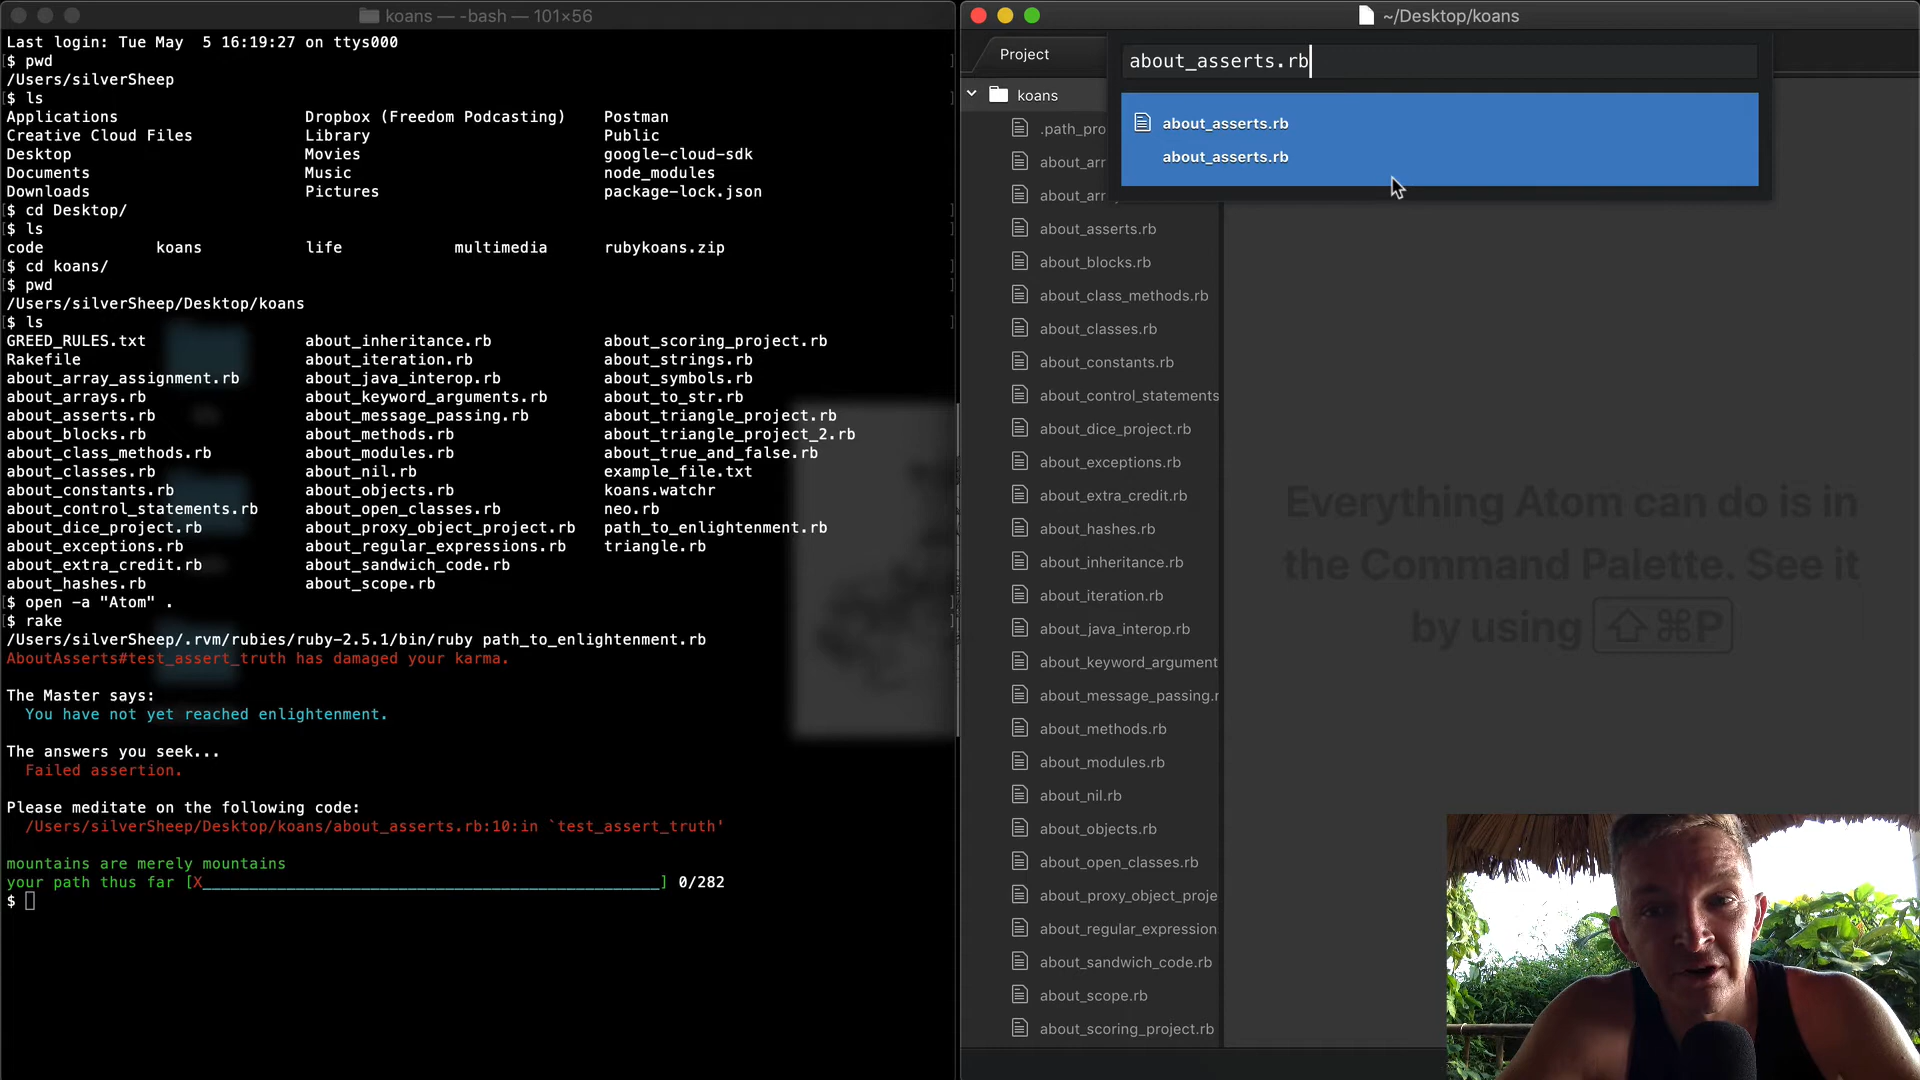 koans — -bash — 101×56
Last login: Tue May  5 16:19:27 on ttys000
$ pwd
/Users/silverSheep
$ ls
Applications Dropbox (Freedom Podcasting) Postman
Creative Cloud Files Library Public
Desktop Movies google-cloud-sdk
Documents Music node_modules
Downloads Pictures package-lock.json
$ cd Desktop/
$ ls
code koans life multimedia rubykoans.zip
$ cd koans/
$ pwd
/Users/silverSheep/Desktop/koans
$ ls
GREED_RULES.txt about_inheritance.rb about_scoring_project.rb
Rakefile about_iteration.rb about_strings.rb
about_array_assignment.rb about_java_interop.rb about_symbols.rb
about_arrays.rb about_keyword_arguments.rb about_to_str.rb
about_asserts.rb about_message_passing.rb about_triangle_project.rb
about_blocks.rb about_methods.rb about_triangle_project_2.rb
about_class_methods.rb about_modules.rb about_true_and_false.rb
about_classes.rb about_nil.rb example_file.txt
about_constants.rb about_objects.rb koans.watchr
about_control_statements.rb about_open_classes.rb neo.rb
about_dice_project.rb about_proxy_object_project.rb path_to_enlightenment.rb
about_exceptions.rb about_regular_expressions.rb triangle.rb
about_extra_credit.rb about_sandwich_code.rb
about_hashes.rb about_scope.rb
$ open -a "Atom" .
$ rake
/Users/silverSheep/.rvm/rubies/ruby-2.5.1/bin/ruby path_to_enlightenment.rb
AboutAsserts#test_assert_truth has damaged your karma.
The Master says:
You have not yet reached enlightenment.
The answers you seek...
Failed assertion.
Please meditate on the following code:
/Users/silverSheep/Desktop/koans/about_asserts.rb:10:in `test_assert_truth'
mountains are merely mountains
your path thus far [X_________________________________________________] 0/282
$
~/Desktop/koans
Project
about_asserts.rb
about_asserts.rb
about_asserts.rb
koans
.path_pro
about_arr
about_arr
about_asserts.rb
about_blocks.rb
about_class_methods.rb
about_classes.rb
about_constants.rb
about_control_statements
about_dice_project.rb
about_exceptions.rb
about_extra_credit.rb
about_hashes.rb
about_inheritance.rb
about_iteration.rb
about_java_interop.rb
about_keyword_argument
about_message_passing.r
about_methods.rb
about_modules.rb
about_nil.rb
about_objects.rb
about_open_classes.rb
about_proxy_object_proje
about_regular_expression
about_sandwich_code.rb
about_scope.rb
about_scoring_project.rb
Everything Atom can do is in
the Command Palette. See it
by using ⇧⌘P